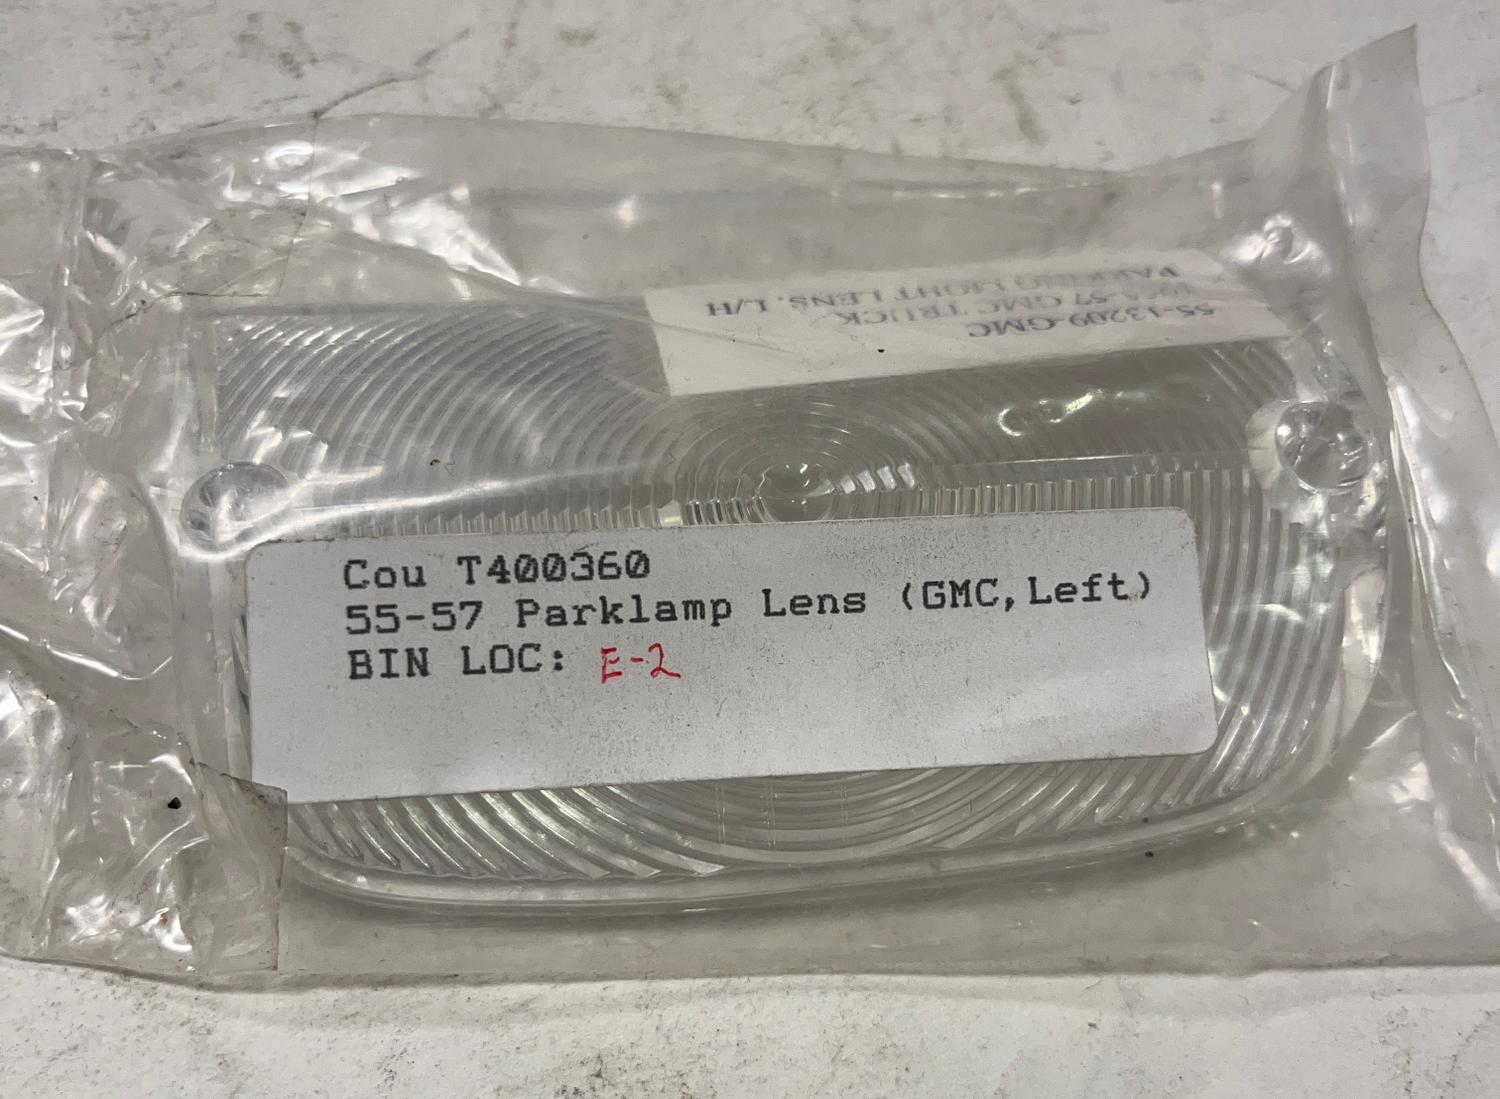 55-13209-GMC
-57 GMC TRUCK
PARKING LIGHT LENS, L/H
Cou T400360
55-57 Parklamp Lens (GMC,Left)
BIN LOC: E-2